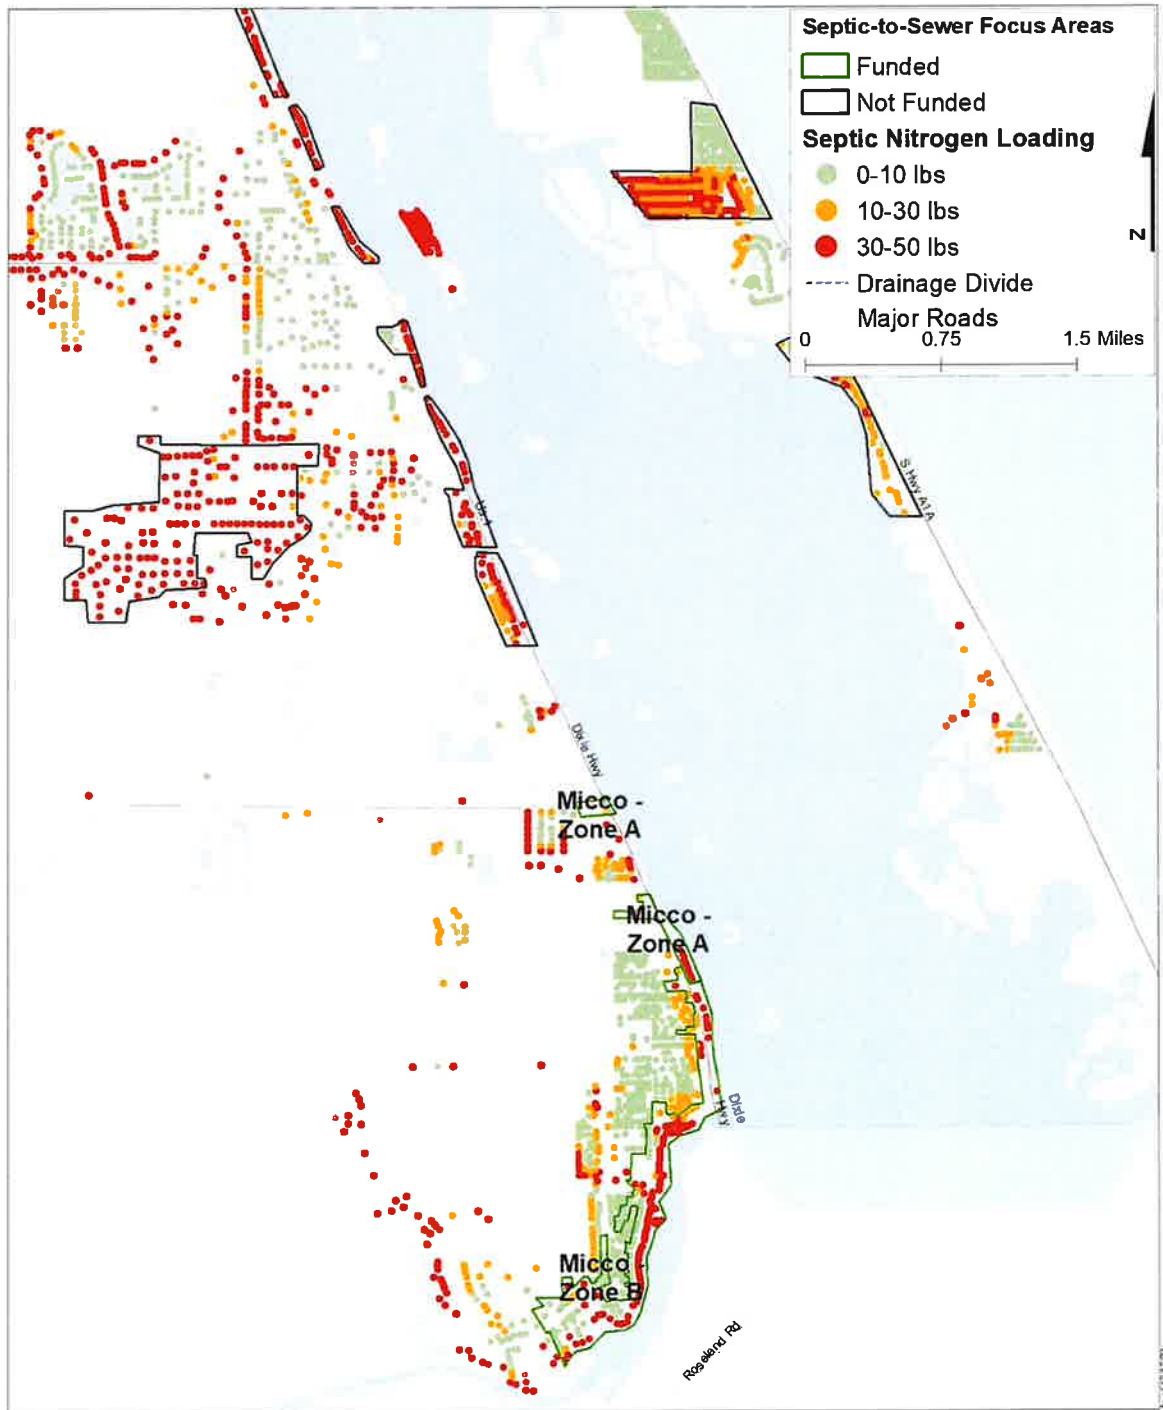 Septic-to-Sewer Focus Areas
Funded
Not Funded
Septic Nitrogen Loading
0-10 lbs
10-30 lbs
30-50 lbs
Drainage Divide
Major Roads
0 0.75 1.5 Miles
N
S Hwy A1A
US 1
Dixie Hwy
Micco -
Zone A
Micco -
Zone A
Dixie
Hwy
Micco -
Zone B
Roseland Rd